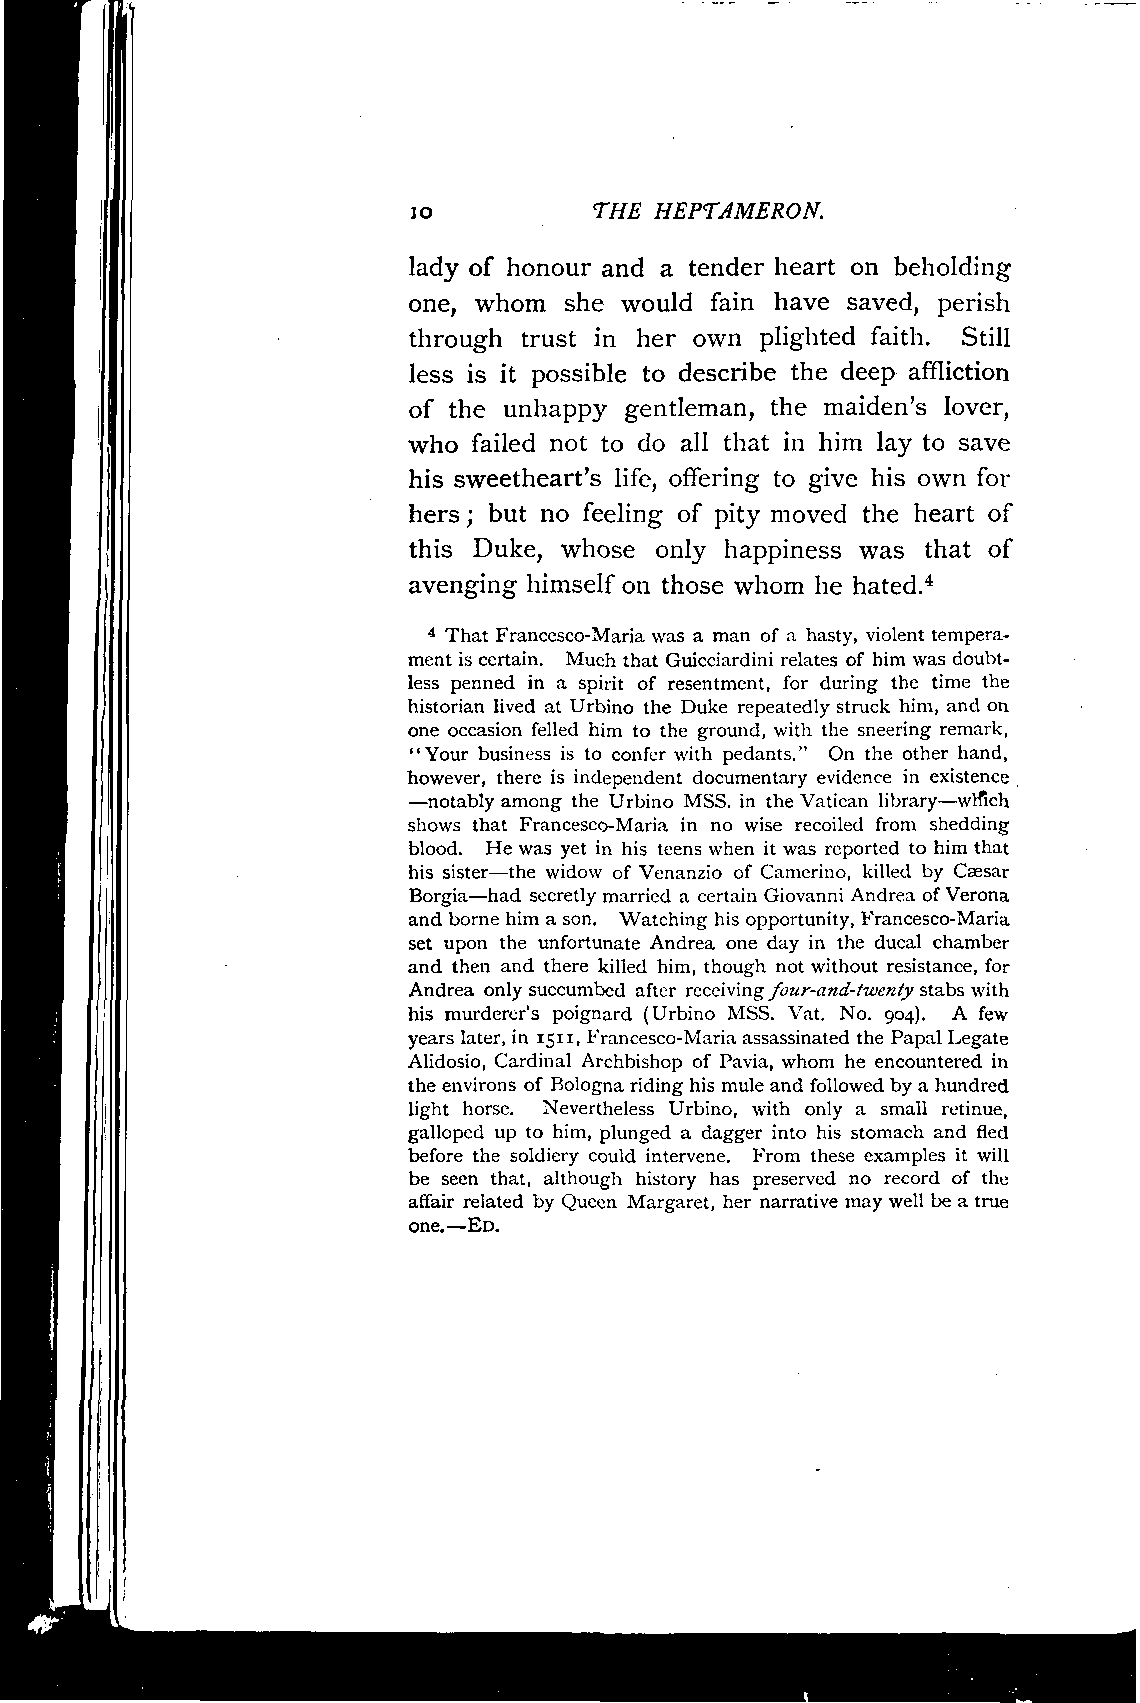 10 THE HEPTAMERON.
lady of honour and a tender heart on beholding
one, whom she would fain have saved, perish
through trust in her own plighted faith. Still
less is it possible to describe the deep affliction
of the unhappy gentleman, the maiden's lover,
who failed not to do all that in him lay to save
his sweetheart's life, offering to give his own for
hers; but no feeling of pity moved the heart of
this Duke, whose only happiness was that of
avenging himself on those whom he hated.⁴
⁴ That Francesco-Maria was a man of a hasty, violent tempera-
ment is certain. Much that Guicciardini relates of him was doubt-
less penned in a spirit of resentment, for during the time the
historian lived at Urbino the Duke repeatedly struck him, and on
one occasion felled him to the ground, with the sneering remark,
"Your business is to confer with pedants." On the other hand,
however, there is independent documentary evidence in existence
—notably among the Urbino MSS. in the Vatican library—which
shows that Francesco-Maria in no wise recoiled from shedding
blood. He was yet in his teens when it was reported to him that
his sister—the widow of Venanzio of Camerino, killed by Cæsar
Borgia—had secretly married a certain Giovanni Andrea of Verona
and borne him a son. Watching his opportunity, Francesco-Maria
set upon the unfortunate Andrea one day in the ducal chamber
and then and there killed him, though not without resistance, for
Andrea only succumbed after receiving four-and-twenty stabs with
his murderer's poignard (Urbino MSS. Vat. No. 904). A few
years later, in 1511, Francesco-Maria assassinated the Papal Legate
Alidosio, Cardinal Archbishop of Pavia, whom he encountered in
the environs of Bologna riding his mule and followed by a hundred
light horse. Nevertheless Urbino, with only a small retinue,
galloped up to him, plunged a dagger into his stomach and fled
before the soldiery could intervene. From these examples it will
be seen that, although history has preserved no record of the
affair related by Queen Margaret, her narrative may well be a true
one.—ED.